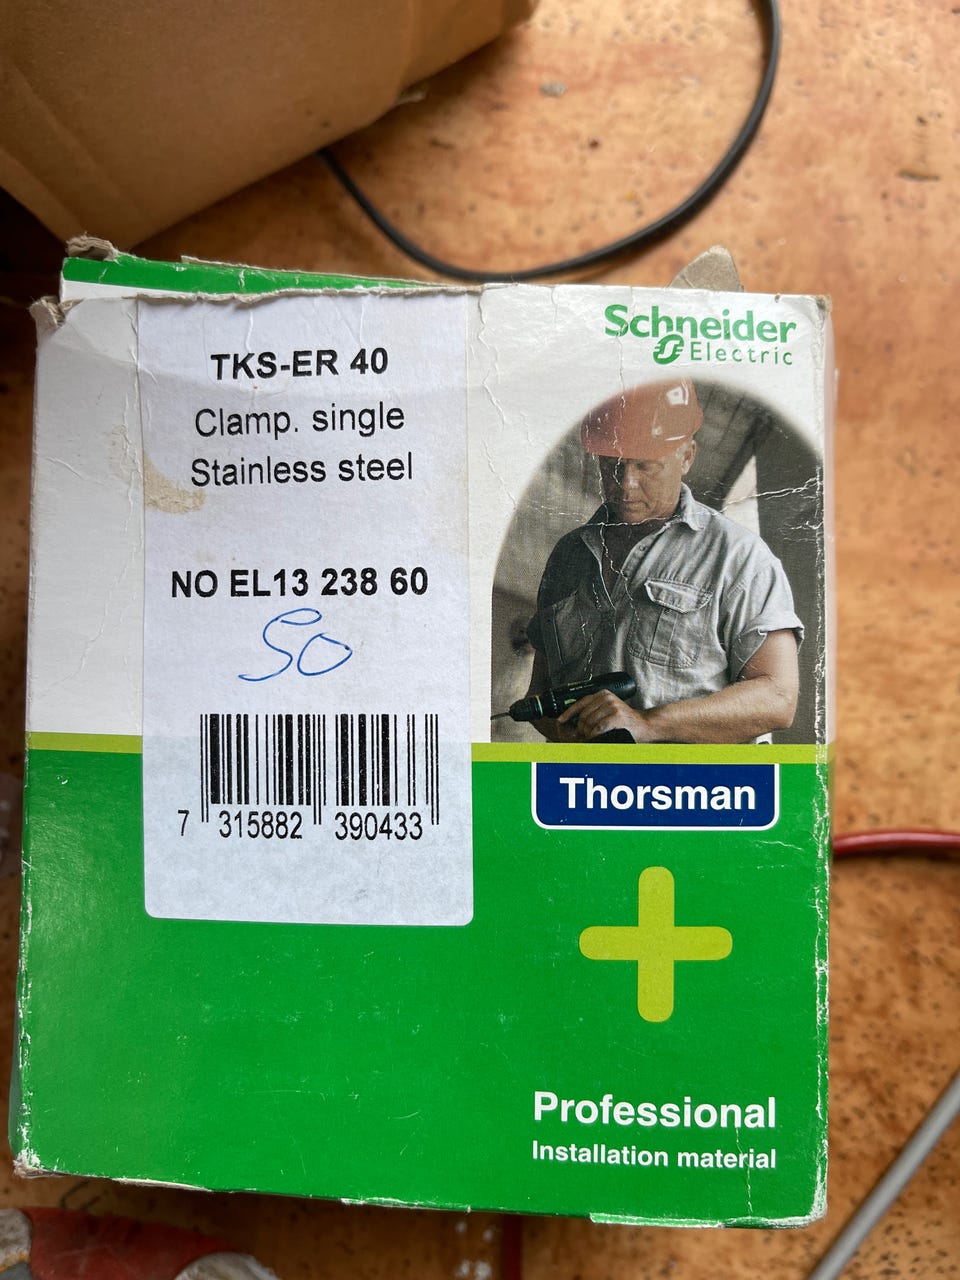 TKS-ER 40
Clamp. single
Stainless steel
NO EL13 238 60
50
7 315882 390433
Schneider
Electric
Thorsman
Professional
Installation material